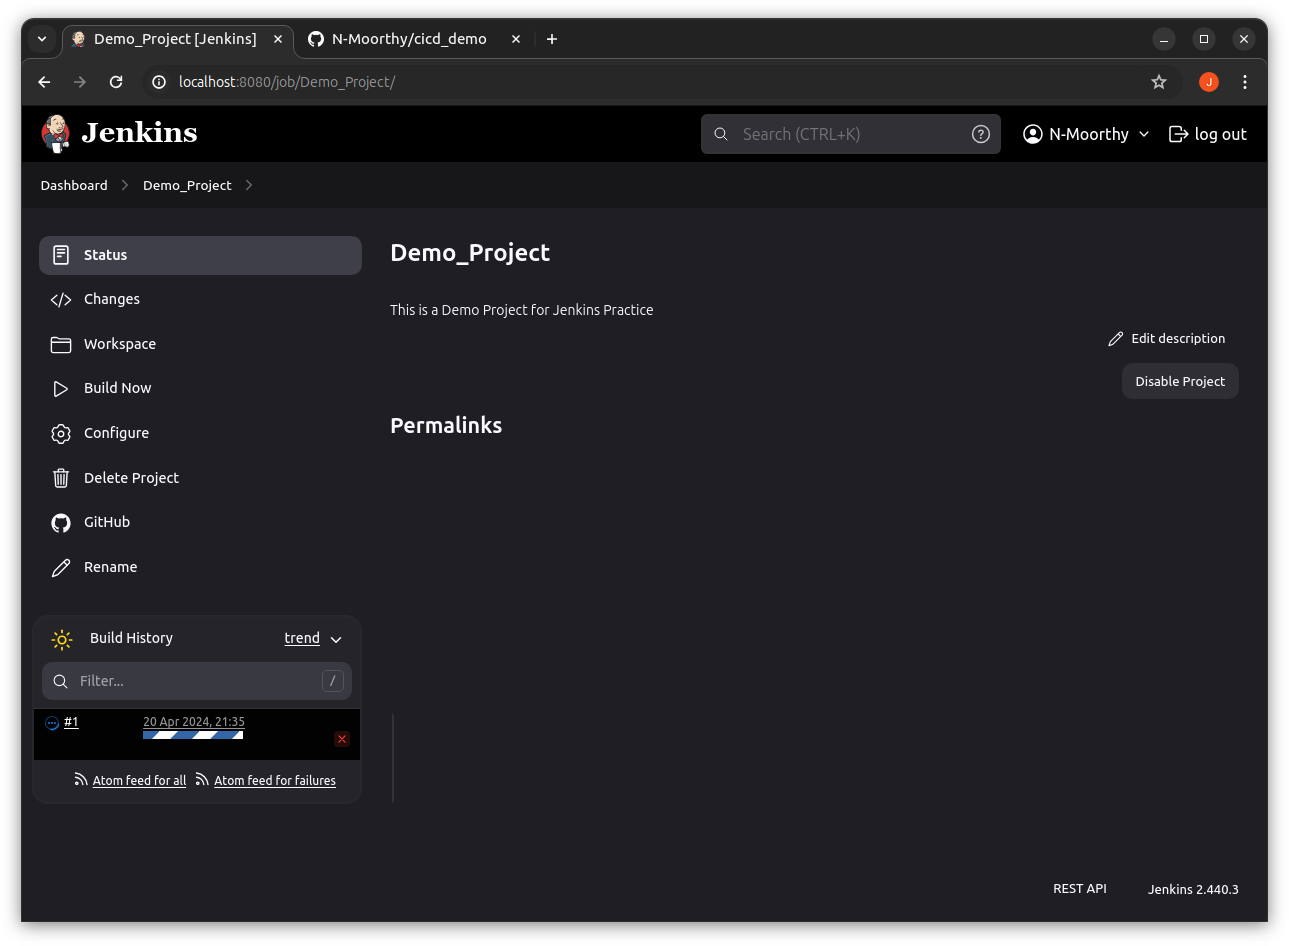 Demo_Project [Jenkins]
N-Moorthy/cicd_demo
localhost:8080/job/Demo_Project/
J
Jenkins
Search (CTRL+K)
N-Moorthy
log out
Dashboard
Demo_Project
Status
Changes
Workspace
Build Now
Configure
Delete Project
GitHub
Rename
Demo_Project
This is a Demo Project for Jenkins Practice
Edit description
Disable Project
Permalinks
Build History
trend
Filter...
/
#1
20 Apr 2024, 21:35
Atom feed for all
Atom feed for failures
REST API
Jenkins 2.440.3